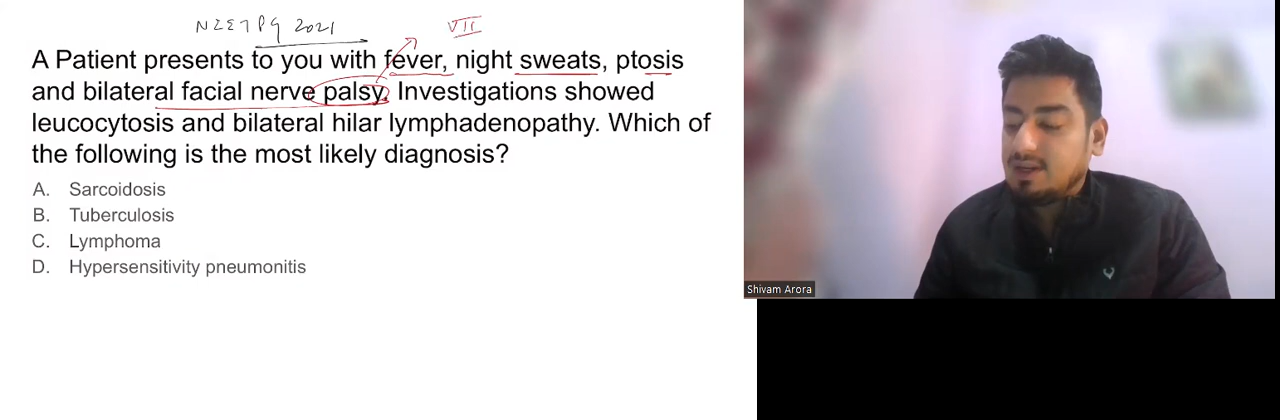 NEET PG 2021
VII
A Patient presents to you with fever, night sweats, ptosis
and bilateral facial nerve palsy. Investigations showed
leucocytosis and bilateral hilar lymphadenopathy. Which of
the following is the most likely diagnosis?
A. Sarcoidosis
B. Tuberculosis
C. Lymphoma
D. Hypersensitivity pneumonitis
Shivam Arora